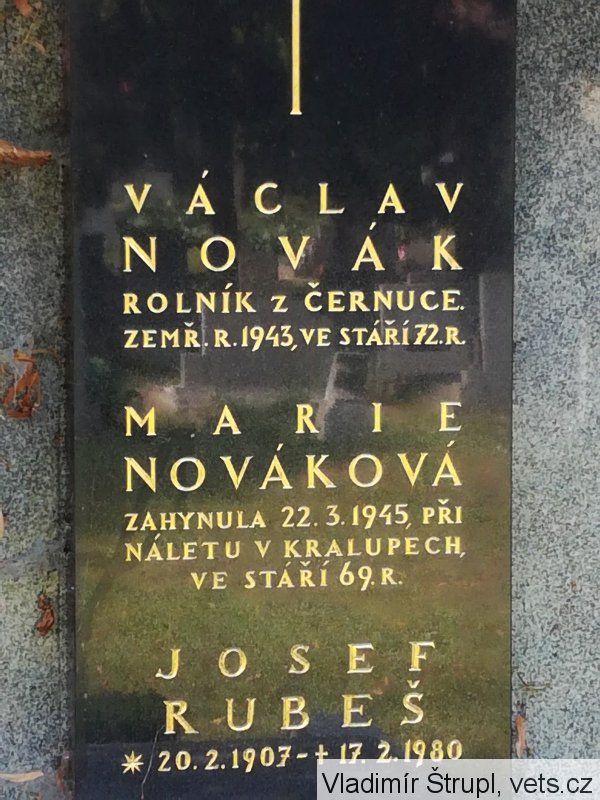 VÁCLAV
NOVÁK
ROLNÍK z ČERNUCE.
ZEMŘ. R. 1943, VE STÁŘÍ 72. R.
MARIE
NOVÁKOVÁ
ZAHYNULA 22. 3. 1945, PŘI
NÁLETU V KRALUPECH,
VE STÁŘÍ 69. R.
JOSEF
RUBEŠ
* 20. 2. 1907 - † 17. 2. 1980
Vladimír Štrupl, vets.cz